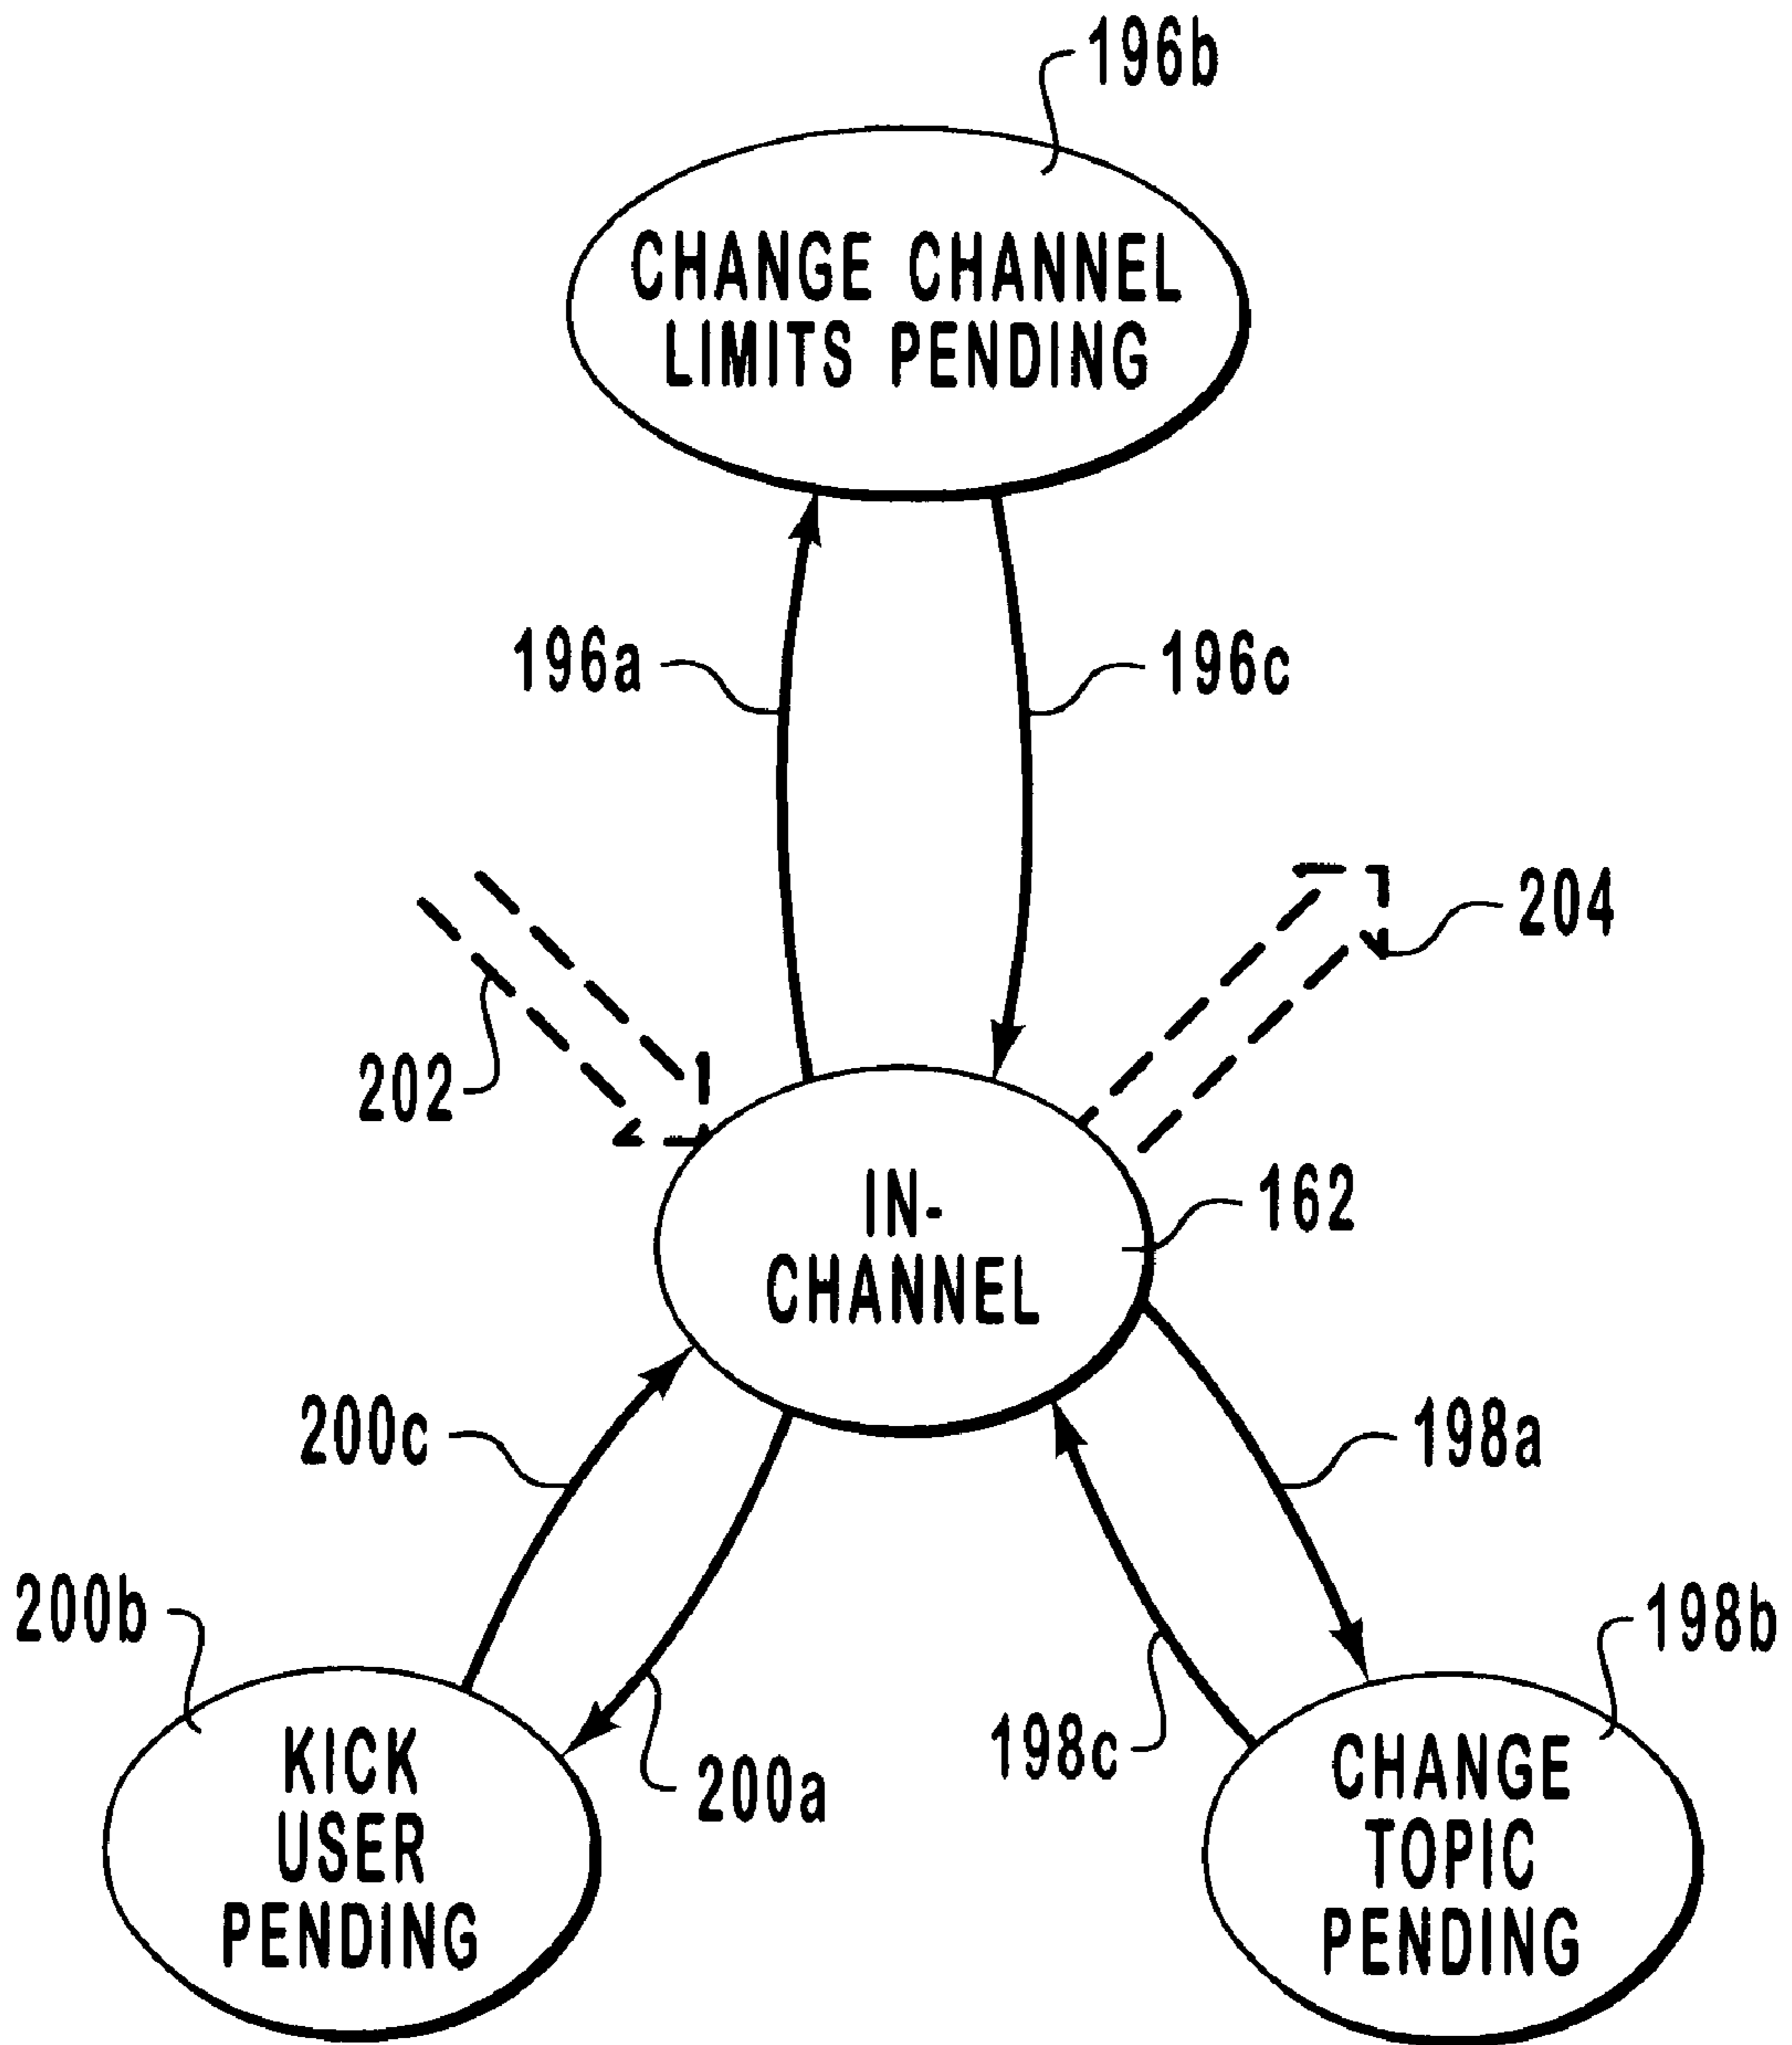 196b
CHANGE CHANNEL
LIMITS PENDING
196a
196c
204
202
IN-
CHANNEL
162
200c
198a
200b
198b
KICK
USER
PENDING
200a
198c
CHANGE
TOPIC
PENDING